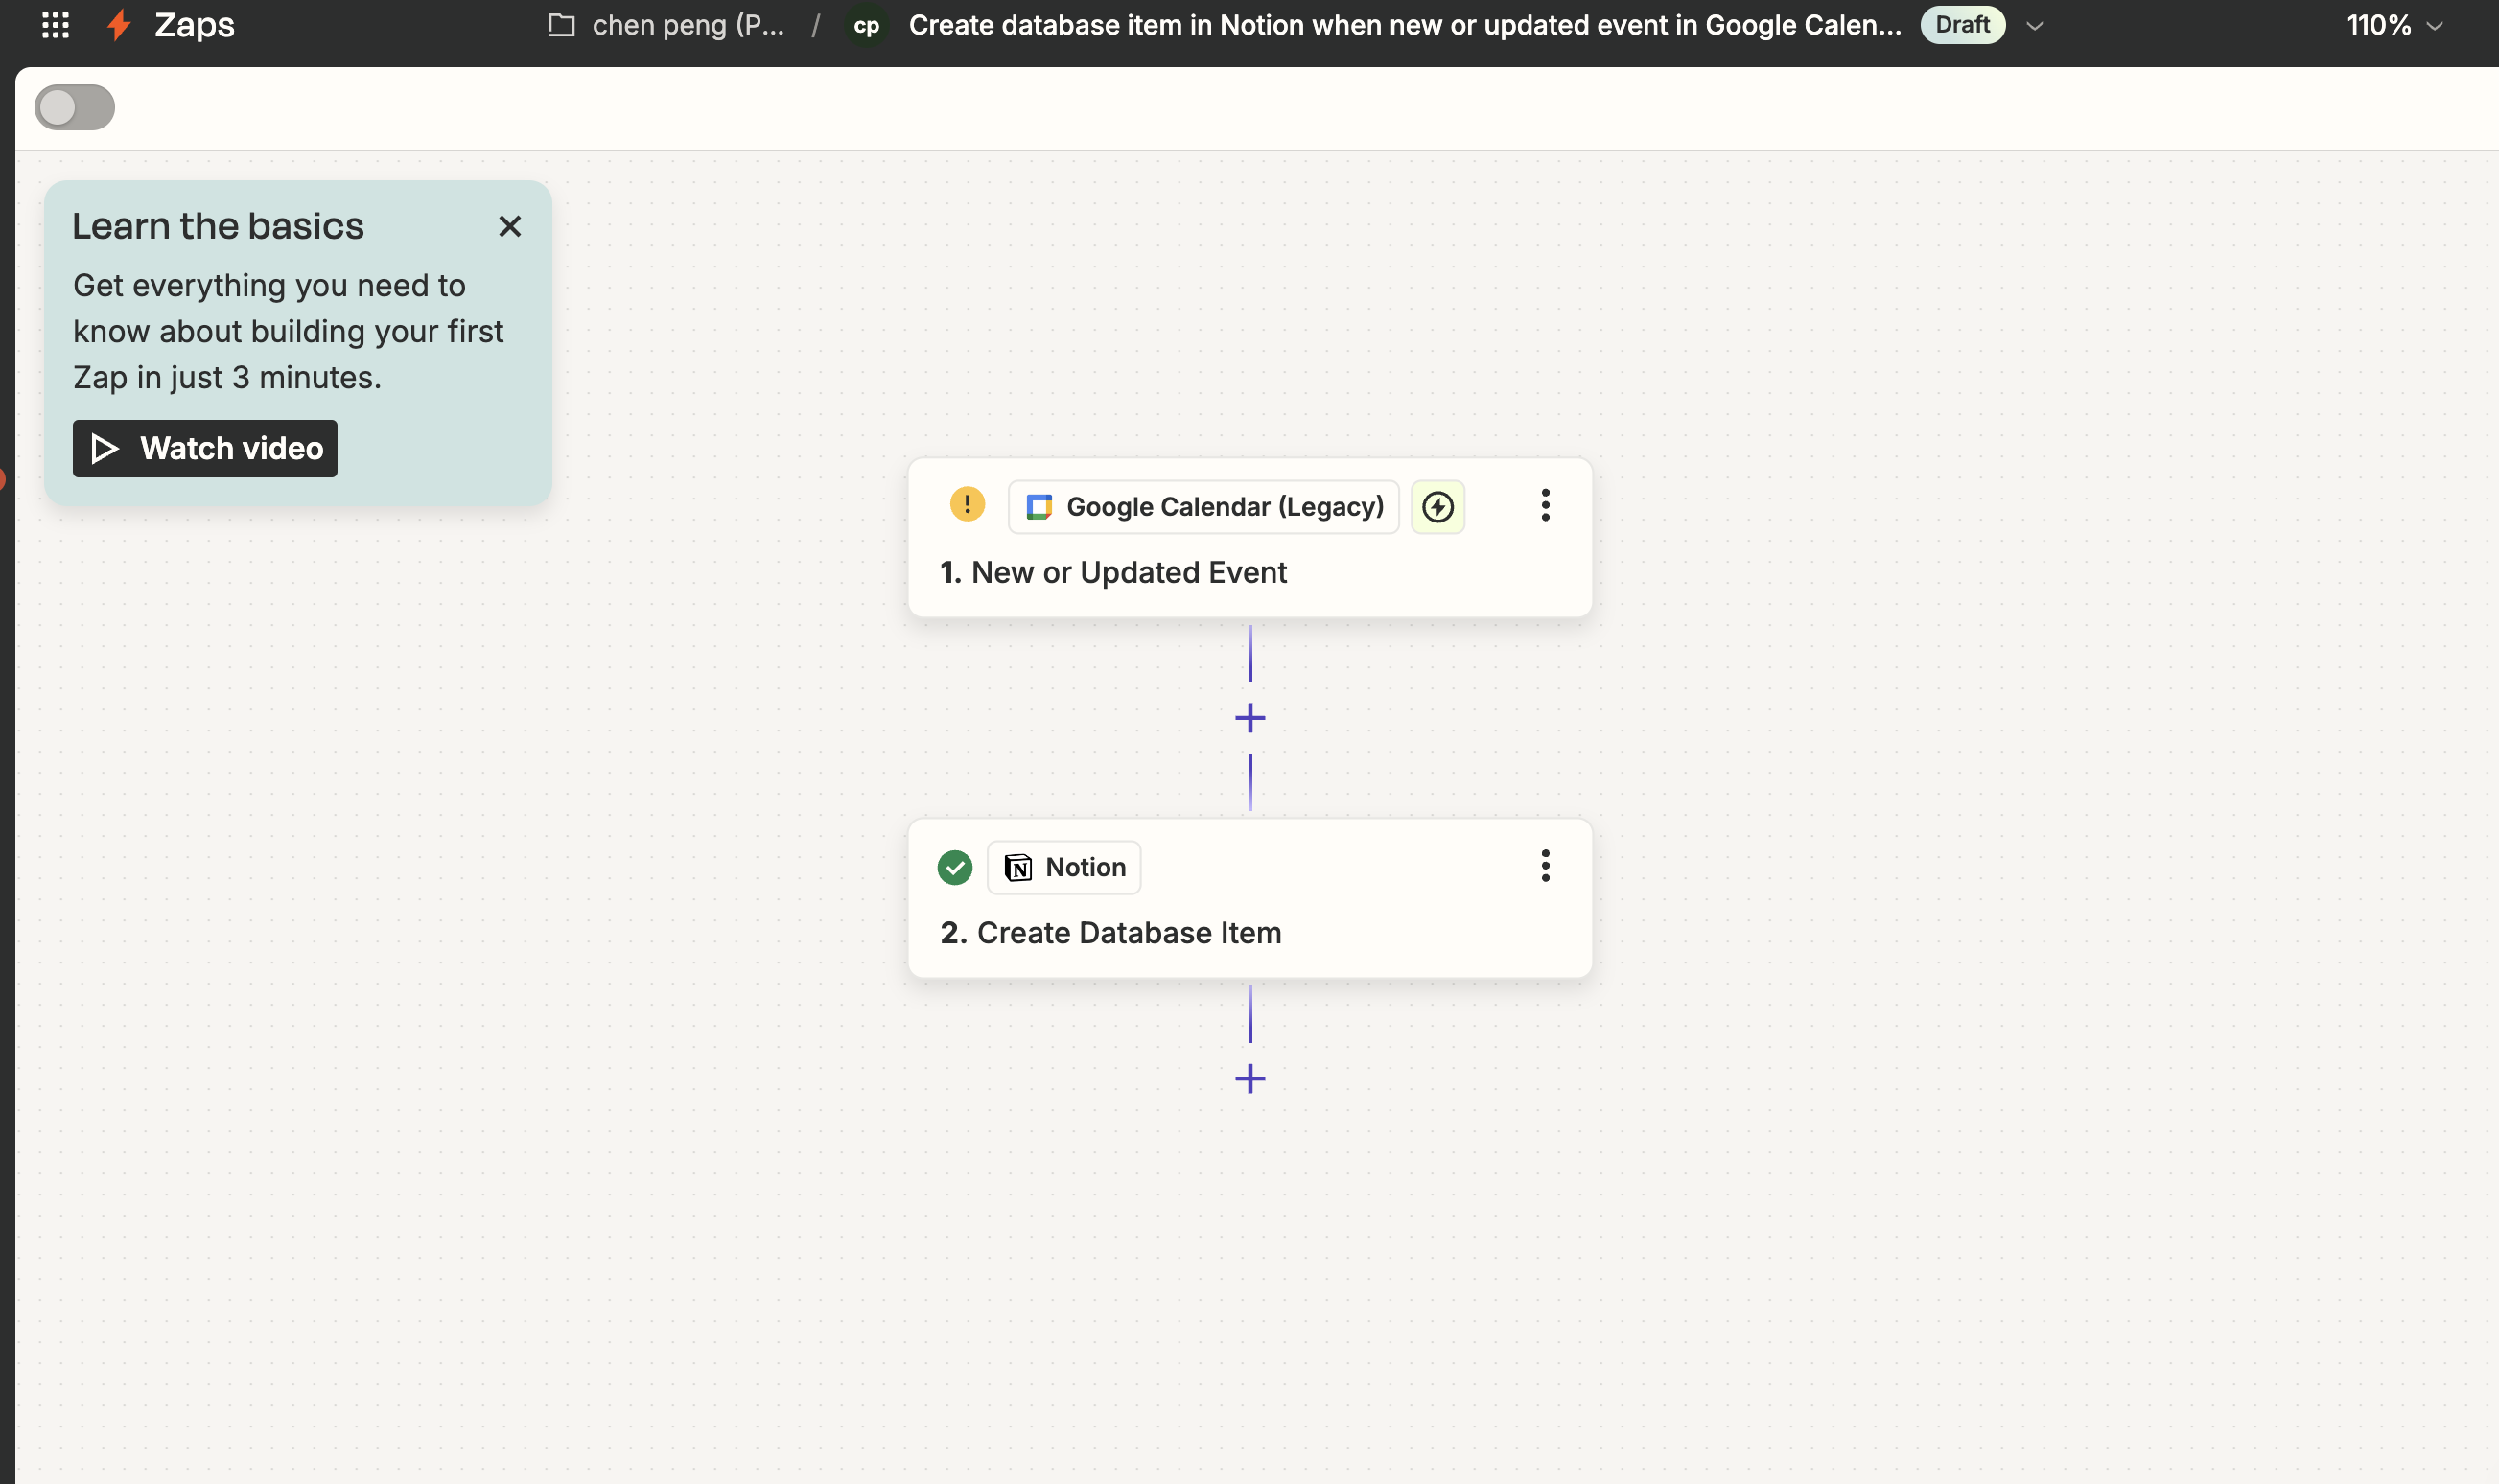 Zaps
chen peng (P... / cp Create database item in Notion when new or updated event in Google Calen... Draft
110%
Learn the basics
Get everything you need to
know about building your first
Zap in just 3 minutes.
Watch video
Google Calendar (Legacy)
1. New or Updated Event
Notion
2. Create Database Item